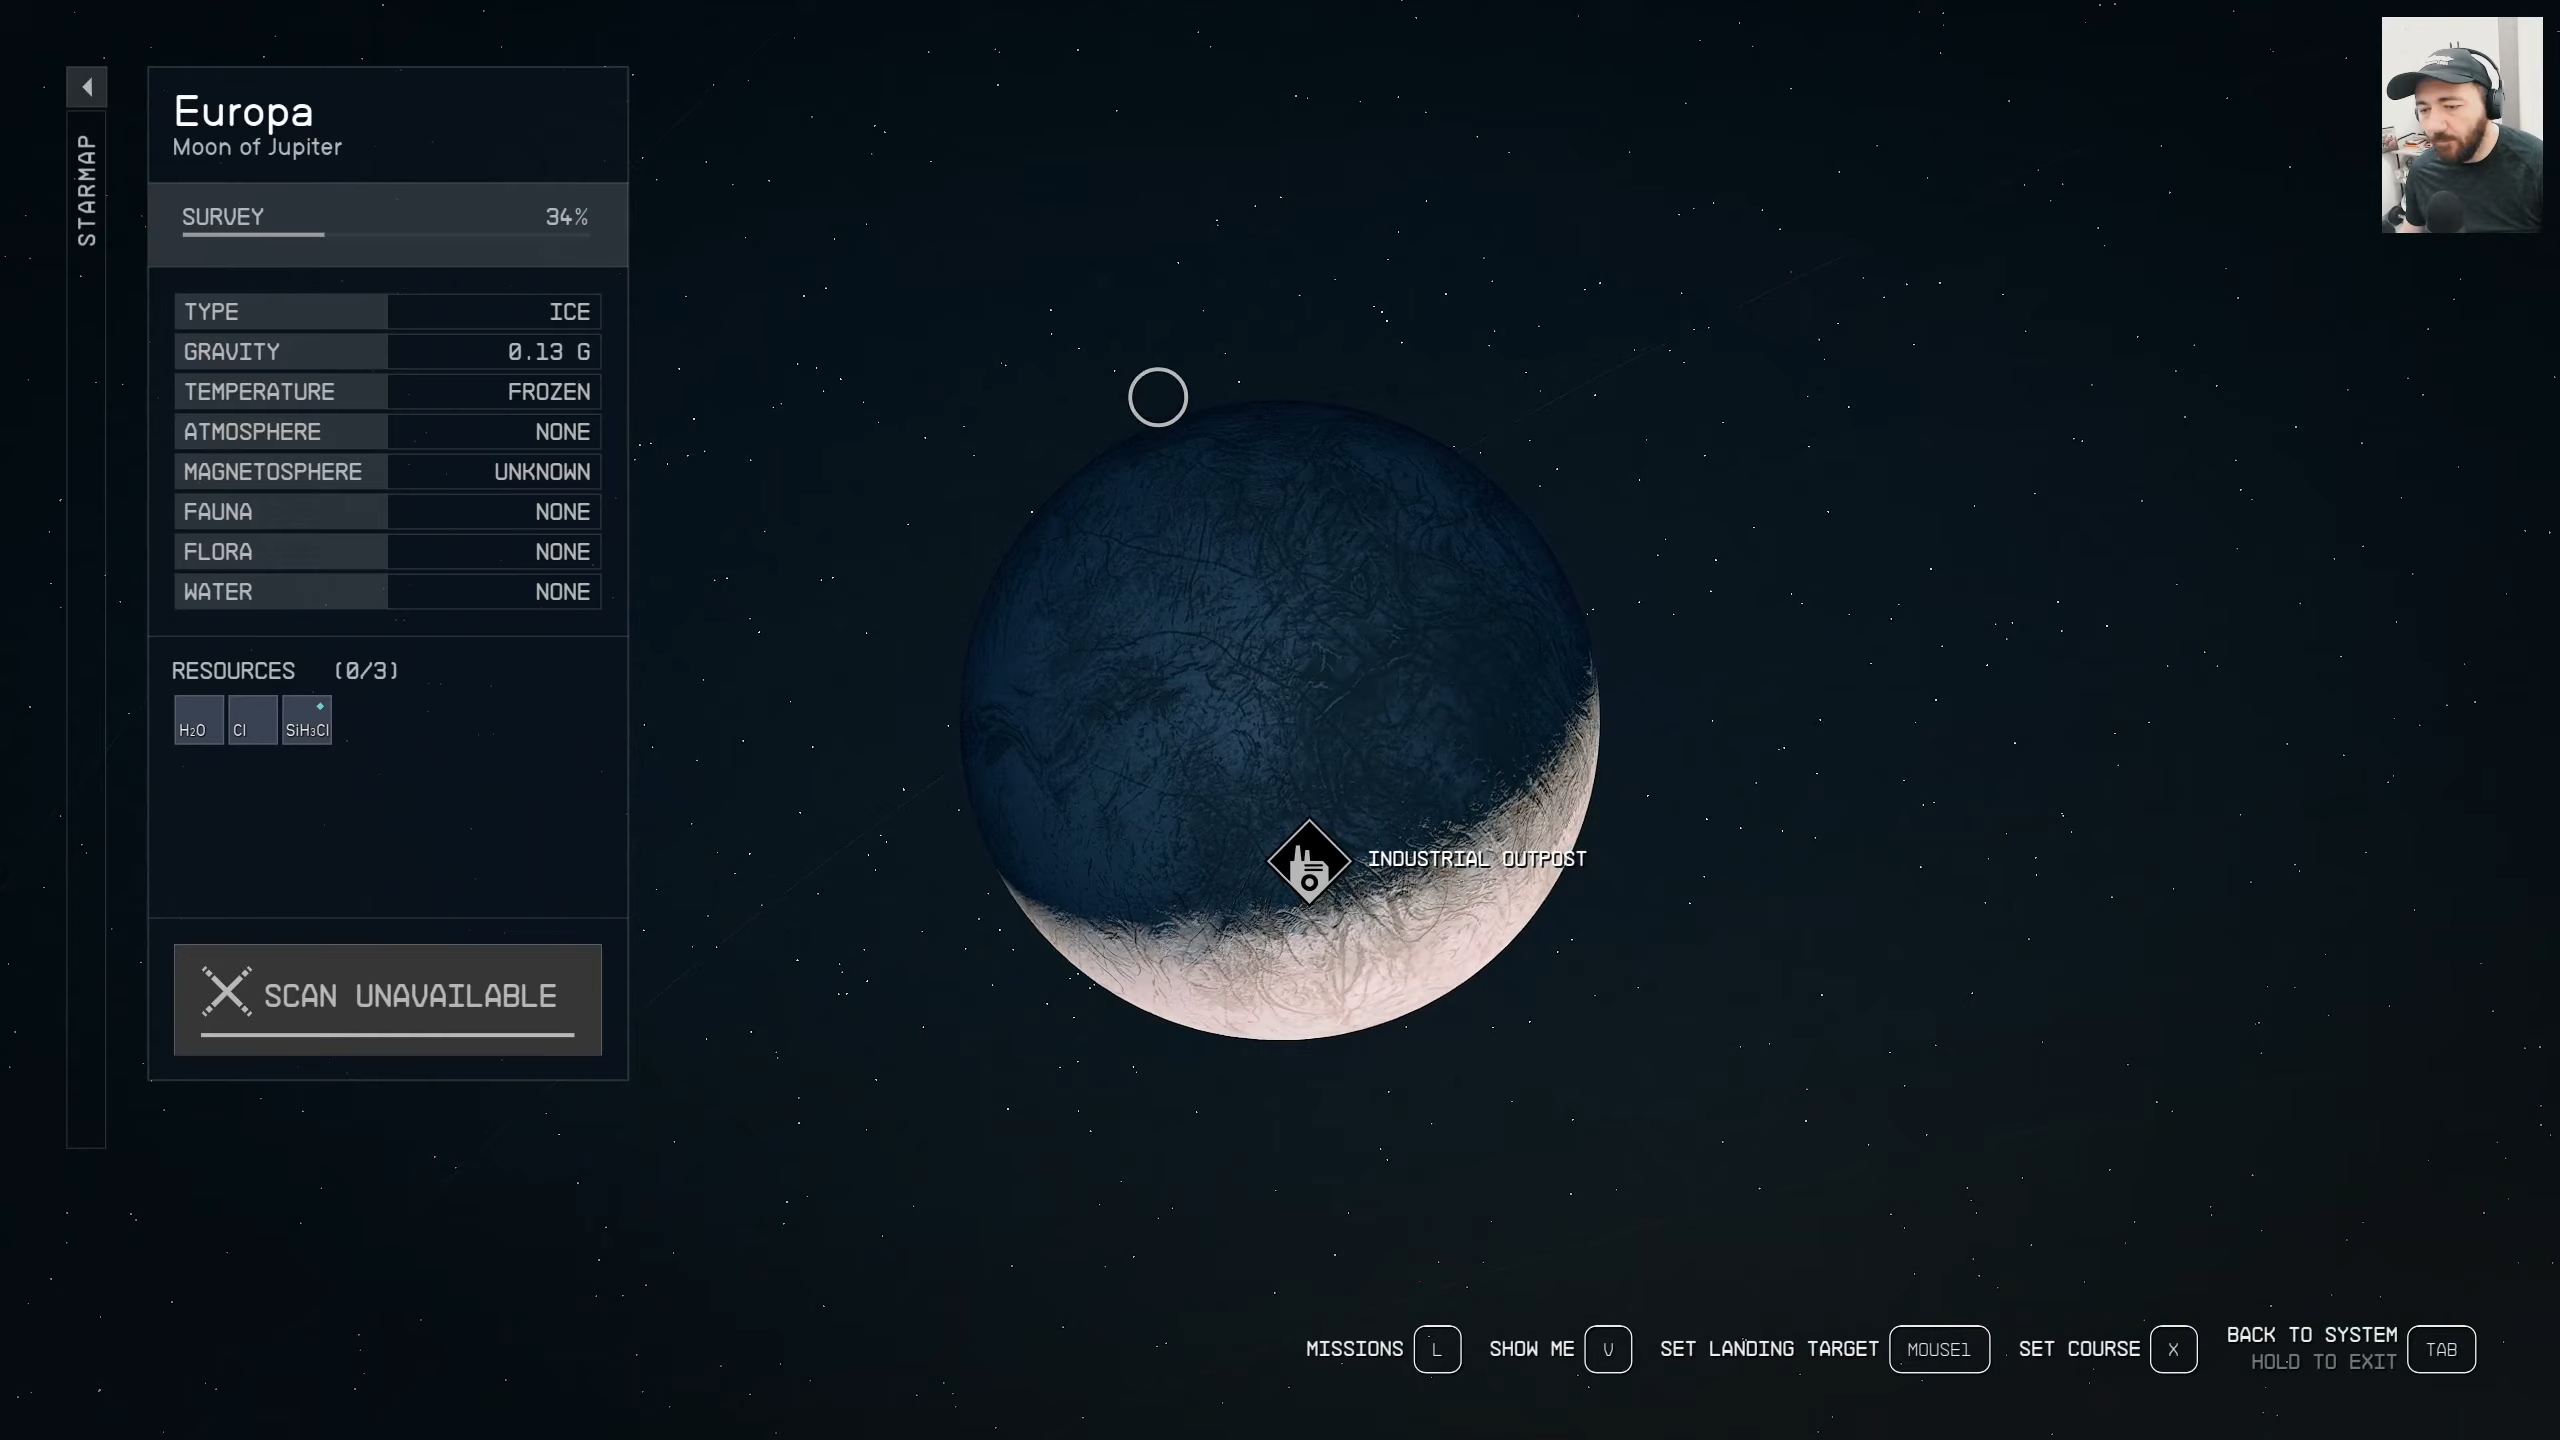 STARMAP
Europa
Moon of Jupiter
SURVEY 34%
TYPE ICE
GRAVITY 0.13 G
TEMPERATURE FROZEN
ATMOSPHERE NONE
MAGNETOSPHERE UNKNOWN
FAUNA NONE
FLORA NONE
WATER NONE
RESOURCES (0/3)
H₂O Cl SiH₃Cl
SCAN UNAVAILABLE
INDUSTRIAL OUTPOST
MISSIONS L SHOW ME V SET LANDING TARGET MOUSE1 SET COURSE X BACK TO SYSTEM TAB
HOLD TO EXIT